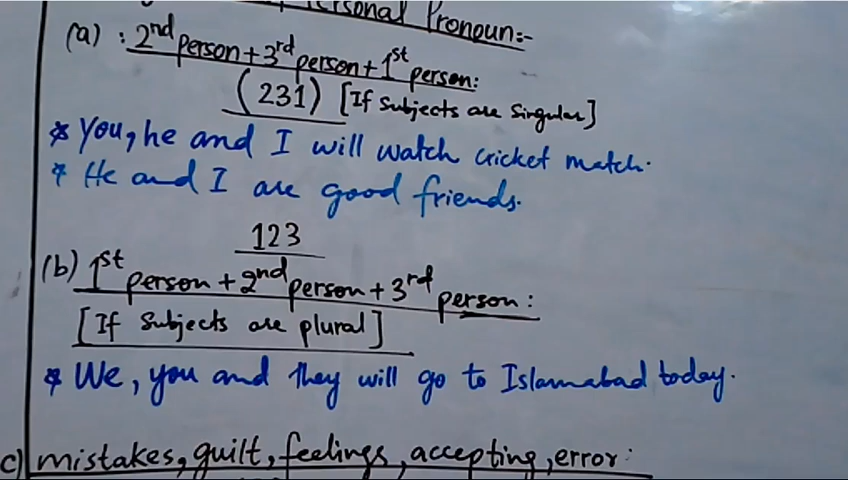 Personal Pronoun:-
(a) : 2nd person + 3rd person + 1st person:
(231) [If Subjects are Singular]
* You, he and I will watch cricket match.
* He and I are good friends.
123
(b) 1st person + 2nd person + 3rd person:
[If Subjects are plural]
* We, you and they will go to Islamabad today.
c) mistakes, guilt, feelings, accepting, error: